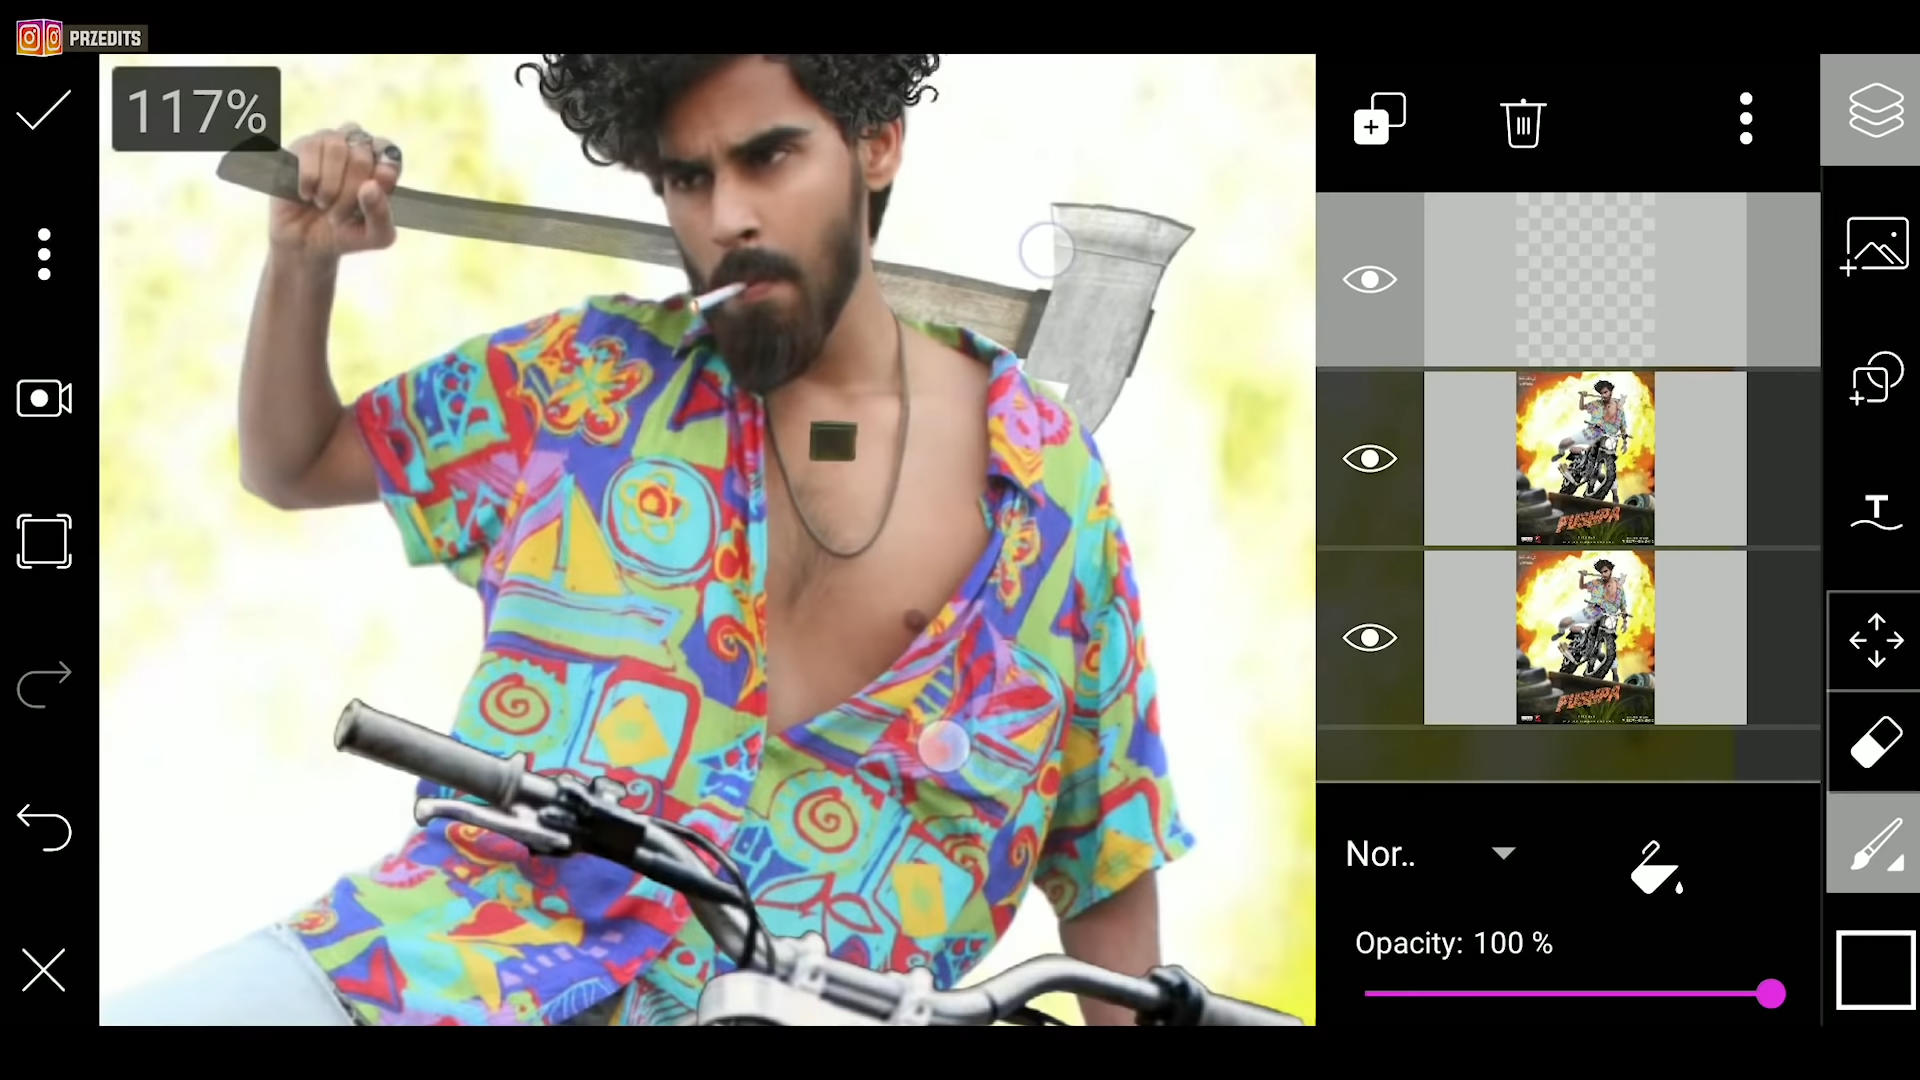 PRZEDITS
117%
T
PUSHPA
PUSHPA
Nor..
Opacity: 100 %